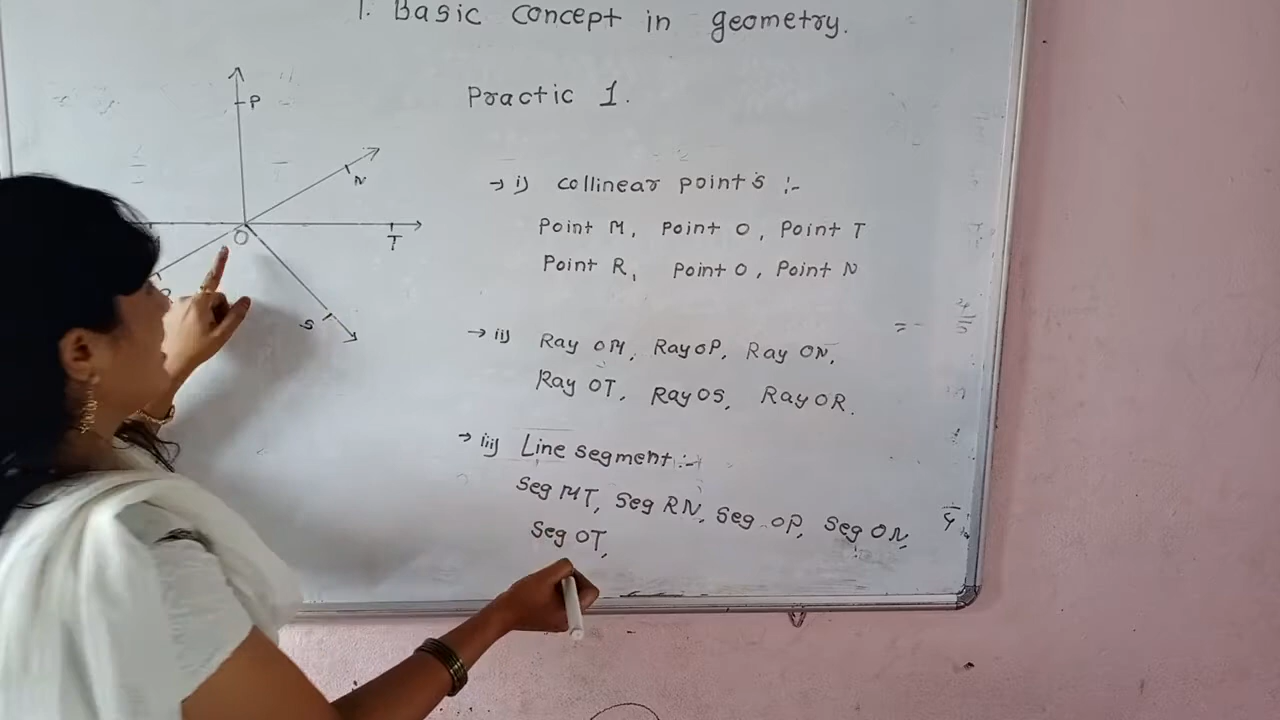 1. Basic concept in geometry.
Practic 1.
P
N
O
T
S
→ i) collinear points :-
Point M, Point O, Point T
Point R, Point O, Point N
→ ii) Ray OM, Ray OP, Ray ON,
Ray OT, Ray OS, Ray OR.
→ iii) Line segment :-
Seg MT, Seg RN, Seg OP, Seg ON,
Seg OT,